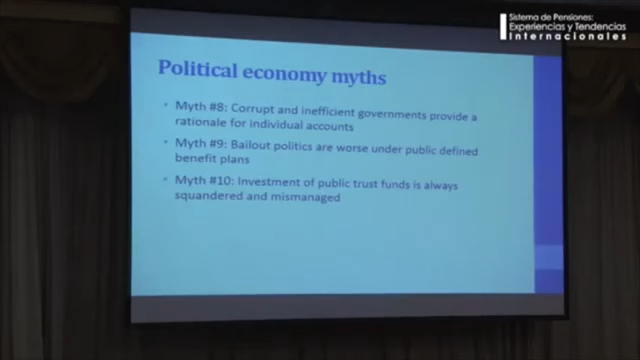 Sistema de Pensiones:
Experiencias y Tendencias
Internacionales
Political economy myths
• Myth #8: Corrupt and inefficient governments provide a
rationale for individual accounts
• Myth #9: Bailout politics are worse under public defined
benefit plans
• Myth #10: Investment of public trust funds is always
squandered and mismanaged